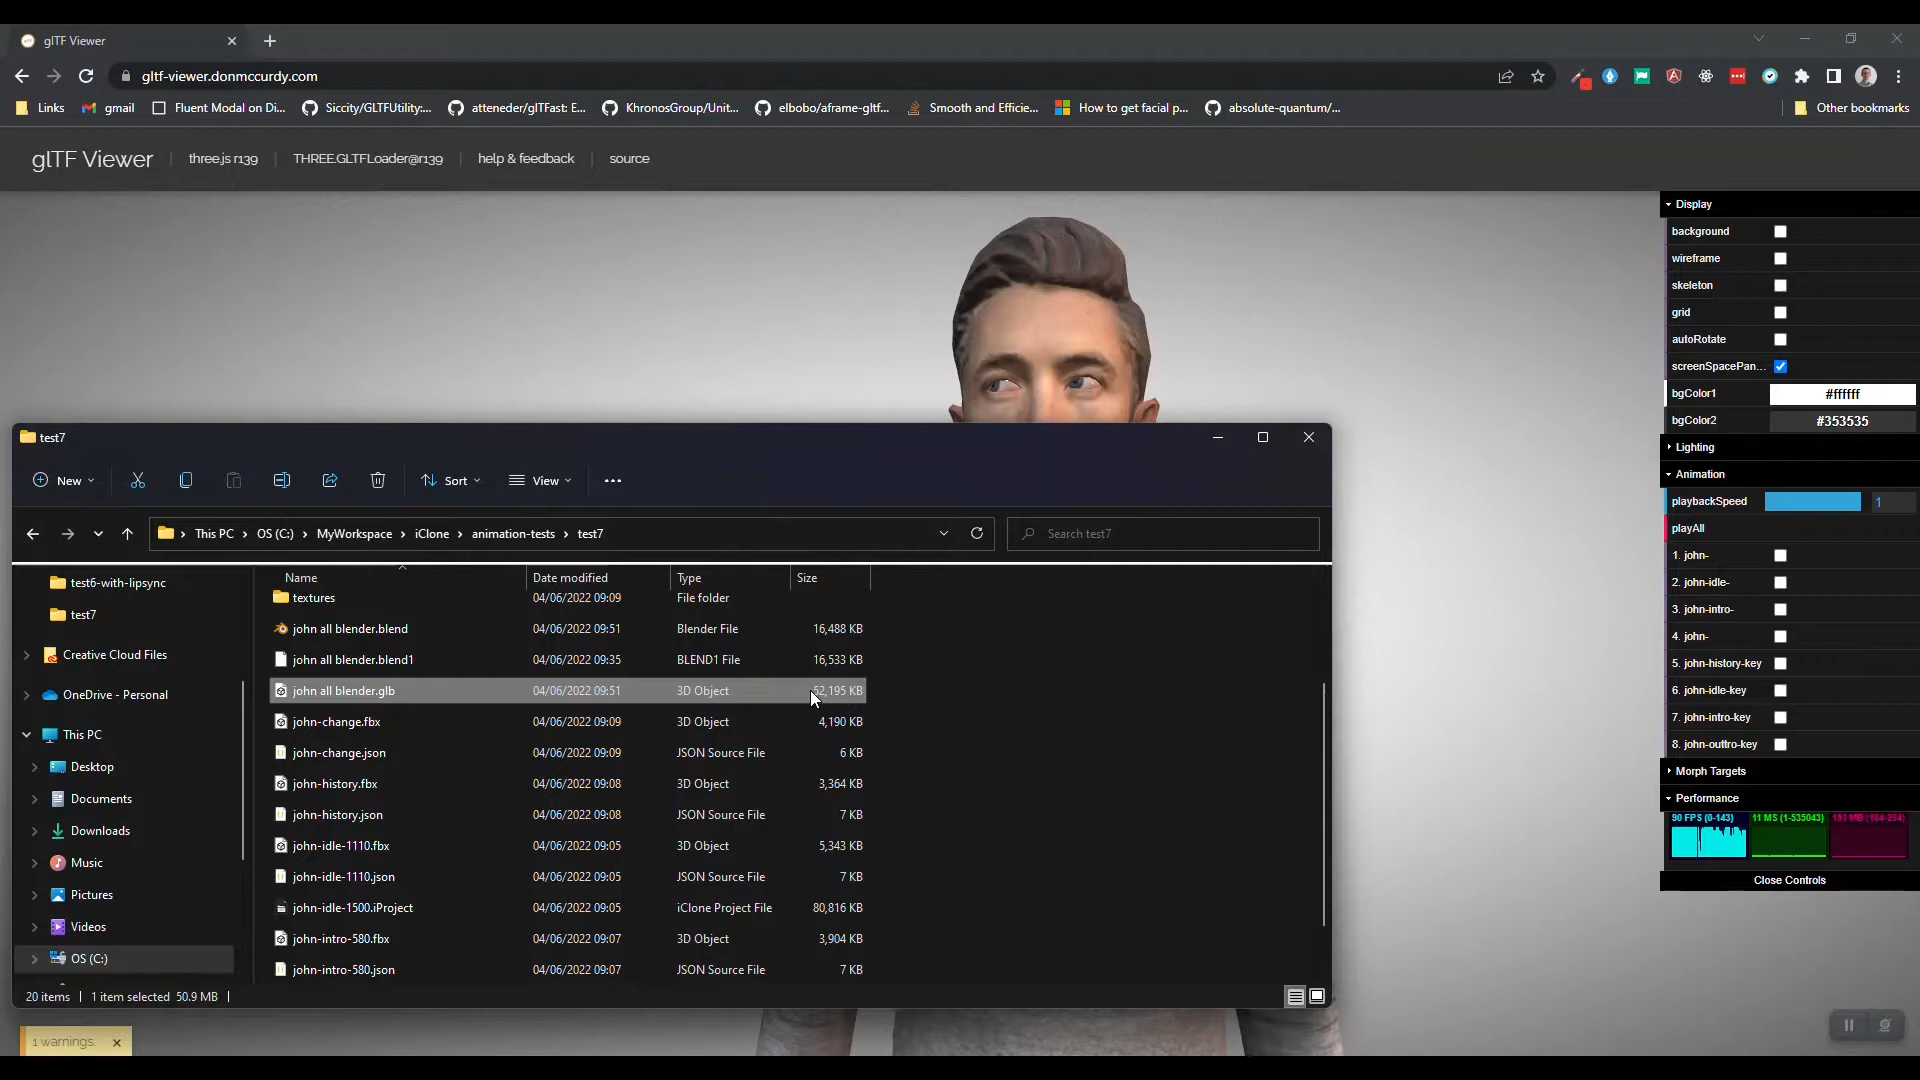 glTF Viewer
gltf-viewer.donmccurdy.com
Links
gmail
Fluent Modal on Di...
Siccity/GLTFUtility:...
atteneder/glTFast: E...
KhronosGroup/Unit...
elbobo/aframe-gltf...
Smooth and Efficie...
How to get facial p...
absolute-quantum/...
Other bookmarks
glTF Viewer
three.js r139
THREE.GLTFLoader@r139
help & feedback
source
Display
background
wireframe
skeleton
grid
autoRotate
screenSpacePan...
bgColor1 #ffffff
bgColor2 #353535
Lighting
Animation
playbackSpeed 1
playAll
1. john-
2. john-idle-
3. john-intro-
4. john-
5. john-history-key
6. john-idle-key
7. john-intro-key
8. john-outtro-key
Morph Targets
Performance
90 FPS (0-143) 11 MS (1-535043)
Close Controls
test7
New
Sort
View
This PC > OS (C:) > MyWorkspace > iClone > animation-tests > test7
Search test7
test6-with-lipsync
test7
Creative Cloud Files
OneDrive - Personal
This PC
Desktop
Documents
Downloads
Music
Pictures
Videos
OS (C:)
Name Date modified Type Size
textures 04/06/2022 09:09 File folder
john all blender.blend 04/06/2022 09:51 Blender File 16,488 KB
john all blender.blend1 04/06/2022 09:35 BLEND1 File 16,533 KB
john all blender.glb 04/06/2022 09:51 3D Object 52,195 KB
john-change.fbx 04/06/2022 09:09 3D Object 4,190 KB
john-change.json 04/06/2022 09:09 JSON Source File 6 KB
john-history.fbx 04/06/2022 09:08 3D Object 3,364 KB
john-history.json 04/06/2022 09:08 JSON Source File 7 KB
john-idle-1110.fbx 04/06/2022 09:05 3D Object 5,343 KB
john-idle-1110.json 04/06/2022 09:05 JSON Source File 7 KB
john-idle-1500.iProject 04/06/2022 09:05 iClone Project File 80,816 KB
john-intro-580.fbx 04/06/2022 09:07 3D Object 3,904 KB
john-intro-580.json 04/06/2022 09:07 JSON Source File 7 KB
20 items 1 item selected 50.9 MB
1 warnings.